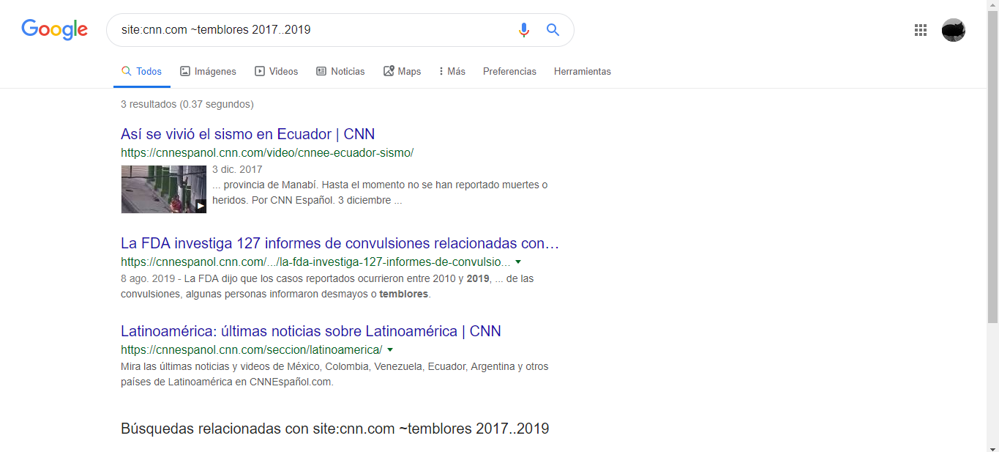 Google
site:cnn.com ~temblores 2017..2019
Todos Imágenes Videos Noticias Maps Más Preferencias Herramientas
3 resultados (0.37 segundos)
Así se vivió el sismo en Ecuador | CNN
https://cnnespanol.cnn.com/video/cnnee-ecuador-sismo/
3 dic. 2017
... provincia de Manabí. Hasta el momento no se han reportado muertes o
heridos. Por CNN Español. 3 diciembre ...
La FDA investiga 127 informes de convulsiones relacionadas con…
https://cnnespanol.cnn.com/.../la-fda-investiga-127-informes-de-convulsio...
8 ago. 2019 - La FDA dijo que los casos reportados ocurrieron entre 2010 y 2019, ... de las
convulsiones, algunas personas informaron desmayos o temblores.
Latinoamérica: últimas noticias sobre Latinoamérica | CNN
https://cnnespanol.cnn.com/seccion/latinoamerica/
Mira las últimas noticias y videos de México, Colombia, Venezuela, Ecuador, Argentina y otros
países de Latinoamérica en CNNEspañol.com.
Búsquedas relacionadas con site:cnn.com ~temblores 2017..2019